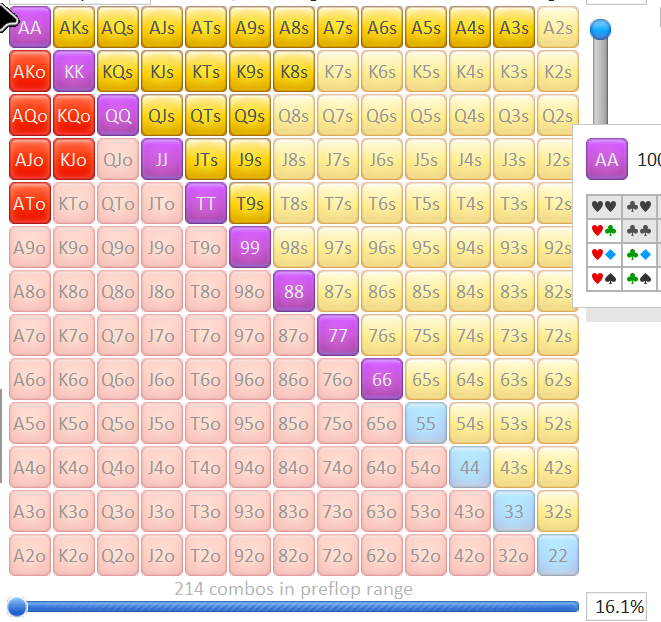 AA AKs AQs AJs ATs A9s A8s A7s A6s A5s A4s A3s A2s
AKo KK KQs KJs KTs K9s K8s K7s K6s K5s K4s K3s K2s
AQo KQo QQ QJs QTs Q9s Q8s Q7s Q6s Q5s Q4s Q3s Q2s
AJo KJo QJo JJ JTs J9s J8s J7s J6s J5s J4s J3s J2s AA 100
ATo KTo QTo JTo TT T9s T8s T7s T6s T5s T4s T3s T2s
A9o K9o Q9o J9o T9o 99 98s 97s 96s 95s 94s 93s 92s
A8o K8o Q8o J8o T8o 98o 88 87s 86s 85s 84s 83s 82s
A7o K7o Q7o J7o T7o 97o 87o 77 76s 75s 74s 73s 72s
A6o K6o Q6o J6o T6o 96o 86o 76o 66 65s 64s 63s 62s
A5o K5o Q5o J5o T5o 95o 85o 75o 65o 55 54s 53s 52s
A4o K4o Q4o J4o T4o 94o 84o 74o 64o 54o 44 43s 42s
A3o K3o Q3o J3o T3o 93o 83o 73o 63o 53o 43o 33 32s
A2o K2o Q2o J2o T2o 92o 82o 72o 62o 52o 42o 32o 22
214 combos in preflop range
16.1%